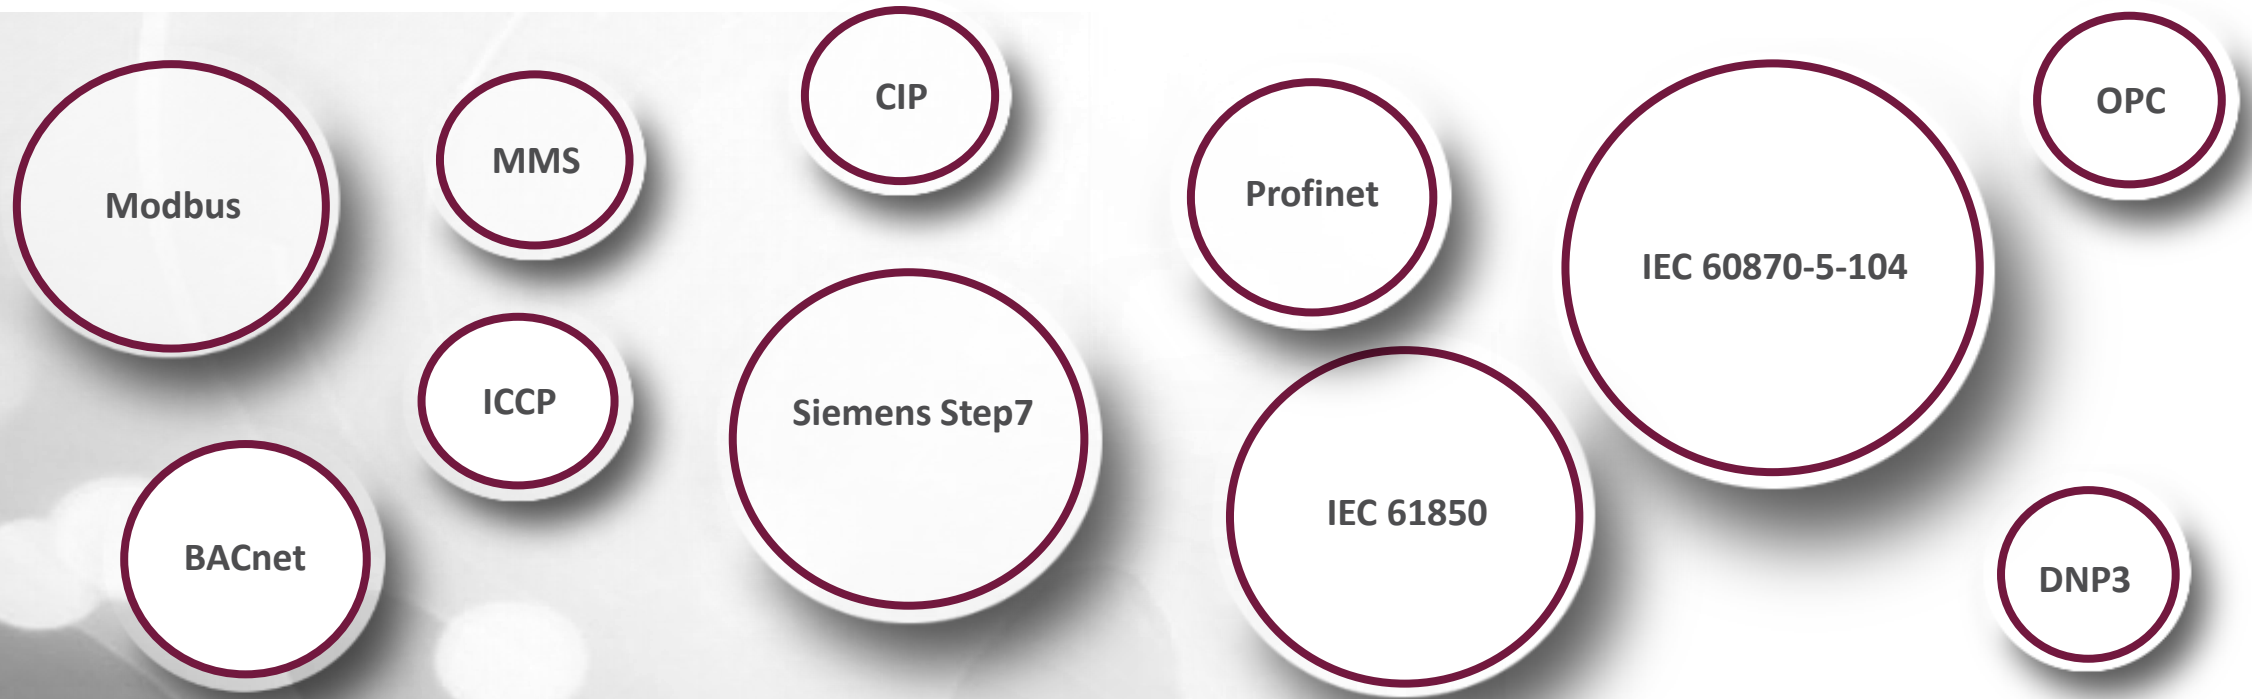 CIP
OPC
MMS
Profinet
Modbus
IEC 60870-5-104
ICCP
Siemens Step7
IEC 61850
BACnet
DNP3